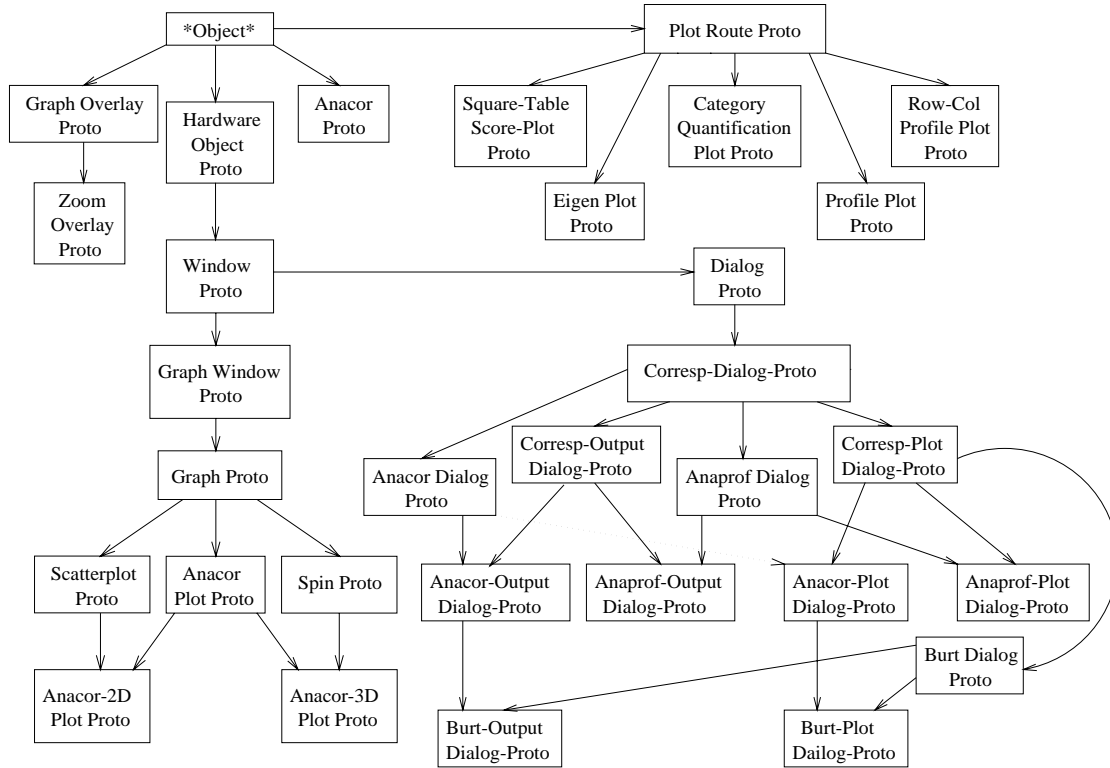 *Object*
Plot Route Proto
Graph Overlay
Proto
Hardware
Object
Proto
Anacor
Proto
Square-Table
Score-Plot
Proto
Category
Quantification
Plot Proto
Row-Col
Profile Plot
Proto
Zoom
Overlay
Proto
Eigen Plot
Proto
Profile Plot
Proto
Window
Proto
Dialog
Proto
Graph Window
Proto
Corresp-Dialog-Proto
Graph Proto
Anacor Dialog
Proto
Corresp-Output
Dialog-Proto
Anaprof Dialog
Proto
Corresp-Plot
Dialog-Proto
Scatterplot
Proto
Anacor
Plot Proto
Spin Proto
Anacor-Output
Dialog-Proto
Anaprof-Output
Dialog-Proto
Anacor-Plot
Dialog-Proto
Anaprof-Plot
Dialog-Proto
Burt Dialog
Proto
Anacor-2D
Plot Proto
Anacor-3D
Plot Proto
Burt-Output
Dialog-Proto
Burt-Plot
Dailog-Proto